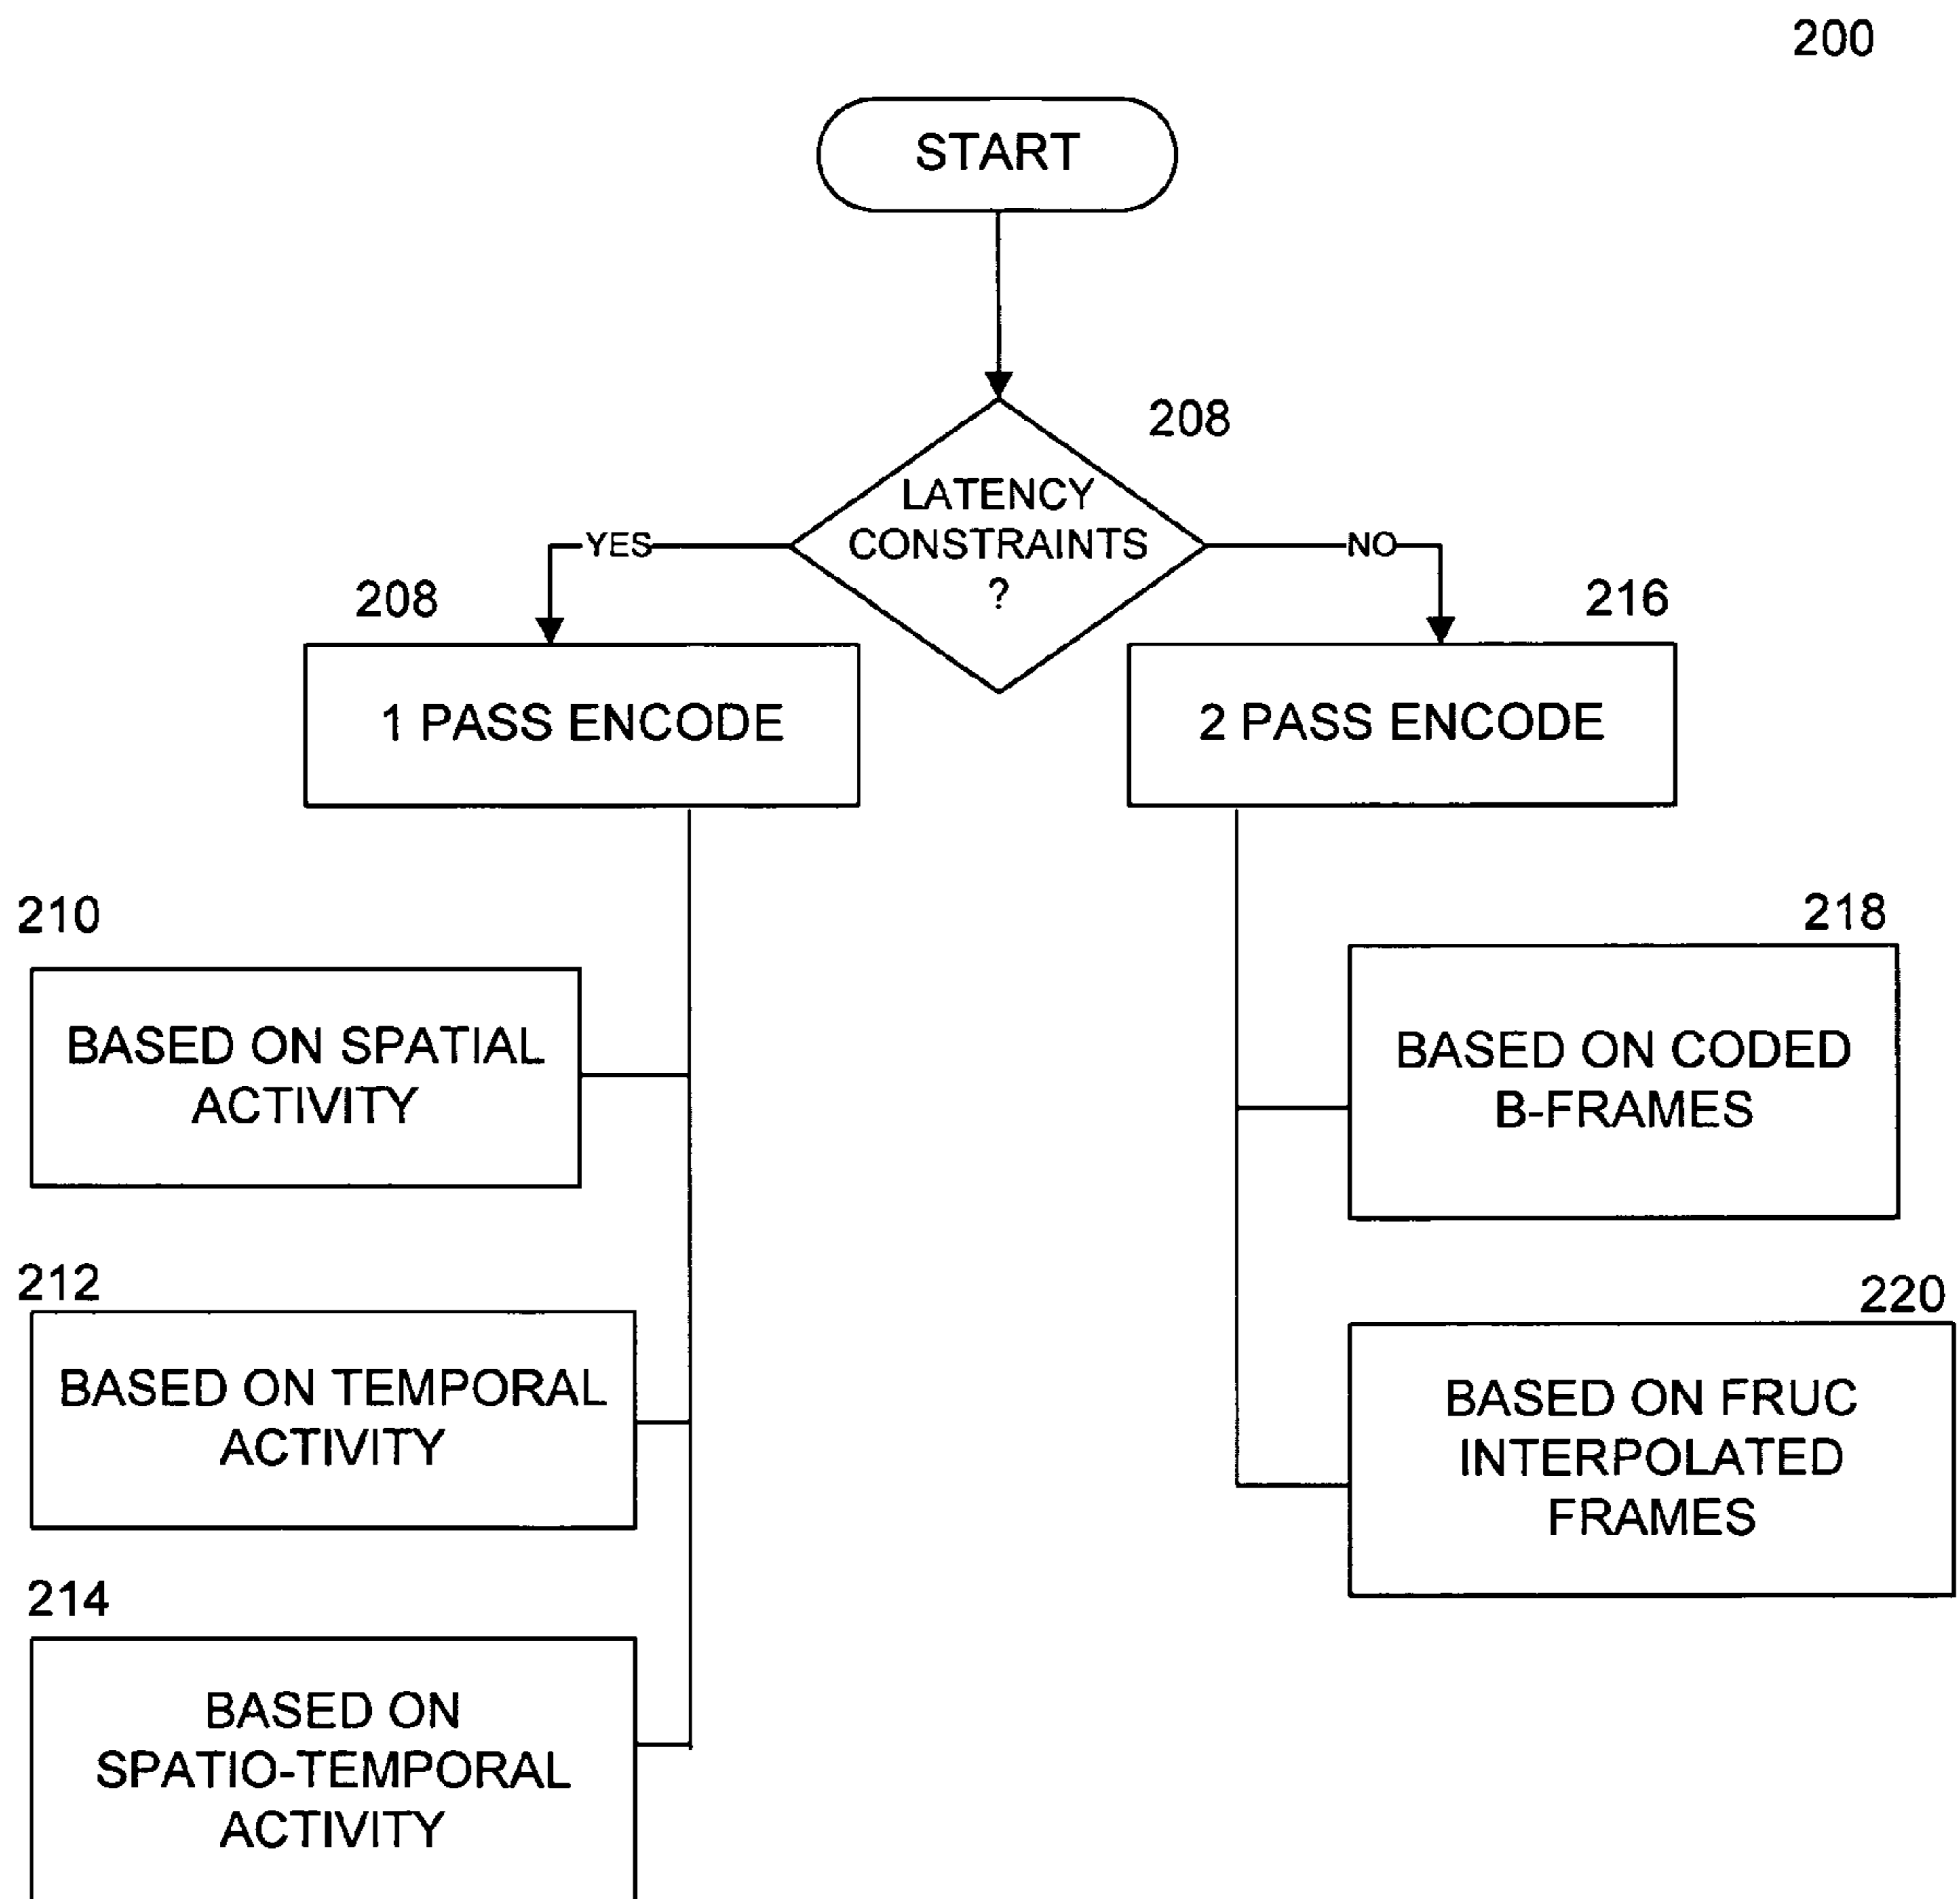 200
START
208
LATENCY
CONSTRAINTS
?
YES
NO
208
216
1 PASS ENCODE
2 PASS ENCODE
210
BASED ON SPATIAL
ACTIVITY
212
BASED ON TEMPORAL
ACTIVITY
214
BASED ON
SPATIO-TEMPORAL
ACTIVITY
218
BASED ON CODED
B-FRAMES
220
BASED ON FRUC
INTERPOLATED
FRAMES